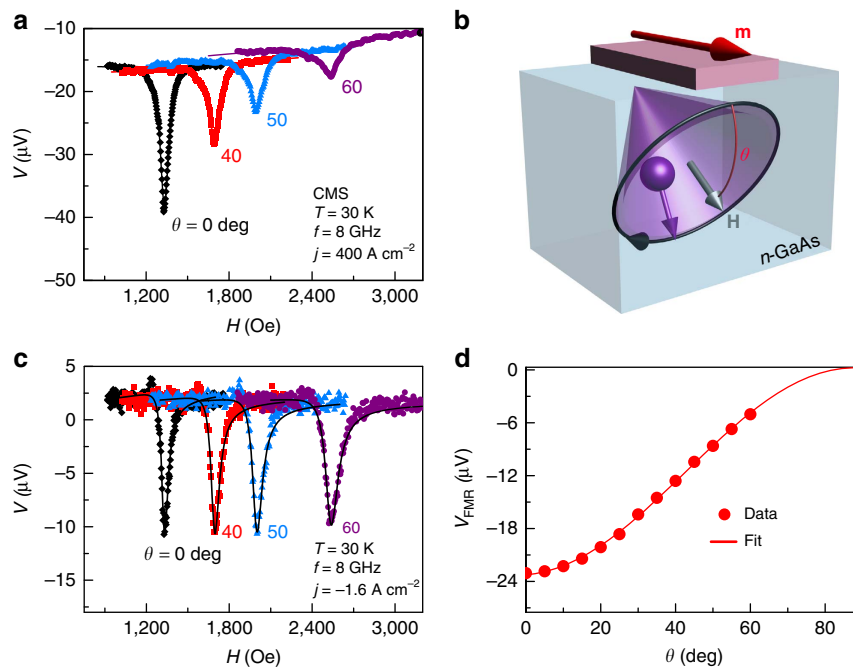 a
−10
−20
−30
−40
−50
V (μV)
1,200
1,800
2,400
3,000
H (Oe)
θ = 0 deg
40
50
60
CMS
T = 30 K
f = 8 GHz
j = 400 A cm−2
b
m
θ
H
n-GaAs
c
5
0
−5
−10
−15
V (μV)
1,200
1,800
2,400
3,000
H (Oe)
θ = 0 deg
40
50
60
T = 30 K
f = 8 GHz
j = −1.6 A cm−2
d
0
−6
−12
−18
−24
VFMR (μV)
0
20
40
60
80
θ (deg)
Data
Fit